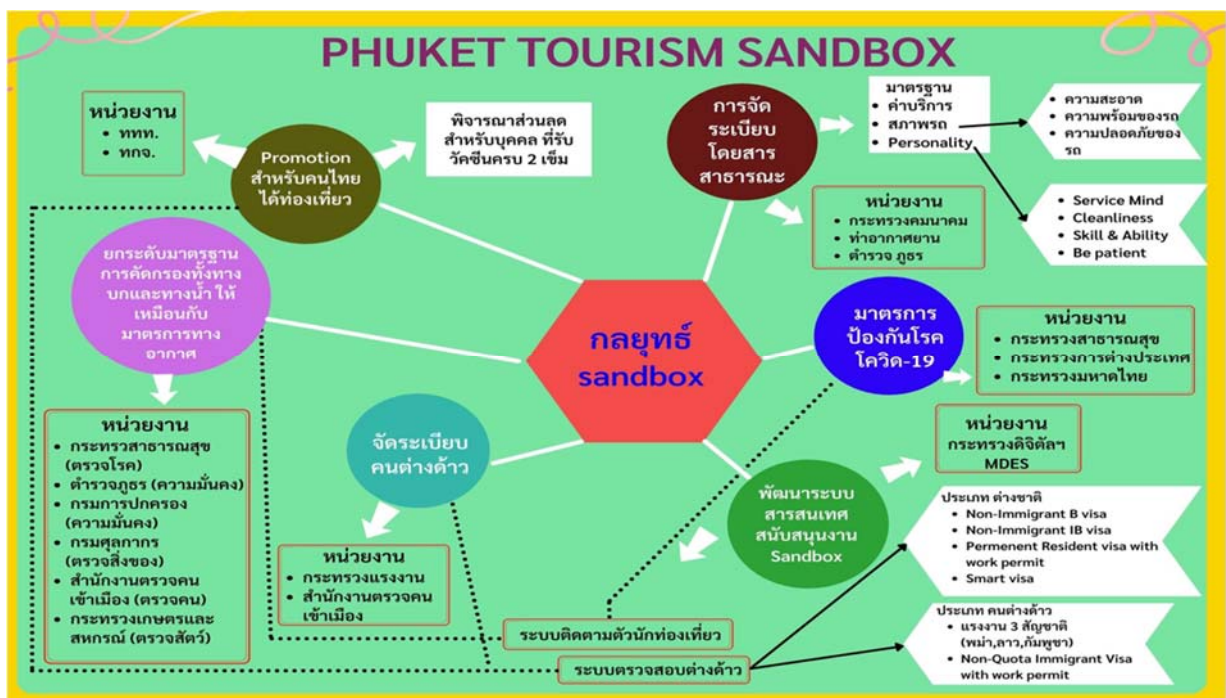 PHUKET TOURISM SANDBOX
หน่วยงาน
• ททท.
• ทกจ.
Promotion
สำหรับคนไทย
ได้ท่องเที่ยว
พิจารณาส่วนลด
สำหรับบุคคล ที่รับ
วัคซีนครบ 2 เข็ม
การจัด
ระเบียบ
โดยสาร
สาธารณะ
มาตรฐาน
• ค่าบริการ
• สภาพรถ
• Personality
• ความสะอาด
• ความพร้อมของรถ
• ความปลอดภัยของ
รถ
• Service Mind
• Cleanliness
• Skill & Ability
• Be patient
หน่วยงาน
• กระทรวงคมนาคม
• ท่าอากาศยาน
• ตำรวจ ภูธร
ยกระดับมาตรฐาน
การคัดกรองทั้งทาง
บกและทางน้ำ ให้
เหมือนกับ
มาตรการทาง
อากาศ
กลยุทธ์
sandbox
มาตรการ
ป้องกันโรค
โควิด-19
หน่วยงาน
• กระทรวงสาธารณสุข
• กระทรวงการต่างประเทศ
• กระทรวงมหาดไทย
หน่วยงาน
• กระทรวสาธารณสุข
(ตรวจโรค)
• ตำรวจภูธร (ความมั่นคง)
• กรมการปกครอง
(ความมั่นคง)
• กรมศุลกากร
(ตรวจสิ่งของ)
• สำนักงานตรวจคน
เข้าเมือง (ตรวจคน)
• กระทรวงเกษตรและ
สหกรณ์ (ตรวจสัตว์)
จัดระเบียบ
คนต่างด้าว
หน่วยงาน
• กระทรวงแรงงาน
• สำนักงานตรวจคน
เข้าเมือง
พัฒนาระบบ
สารสนเทศ
สนับสนุนงาน
Sandbox
หน่วยงาน
กระทรวงดิจิตัลฯ
MDES
ประเภท ต่างชาติ
• Non-Immigrant B visa
• Non-Immigrant IB visa
• Permenent Resident visa with
work permit
• Smart visa
ประเภท คนต่างด้าว
• แรงงาน 3 สัญชาติ
(พม่า,ลาว,กัมพูชา)
• Non-Quota Immigrant Visa
with work permit
ระบบติดตามตัวนักท่องเที่ยว
ระบบตรวจสอบต่างด้าว